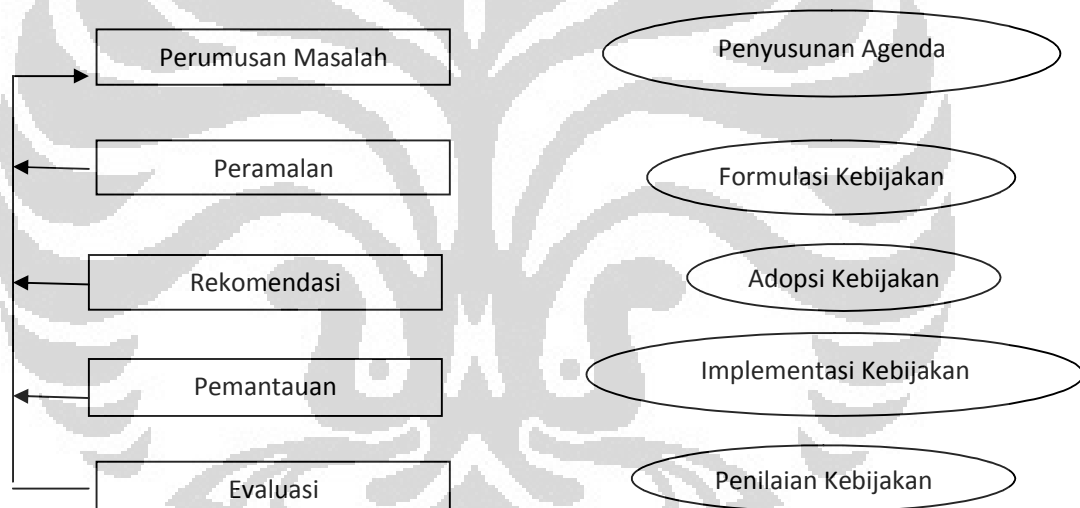 Perumusan Masalah
Penyusunan Agenda
Peramalan
Formulasi Kebijakan
Rekomendasi
Adopsi Kebijakan
Pemantauan
Implementasi Kebijakan
Evaluasi
Penilaian Kebijakan